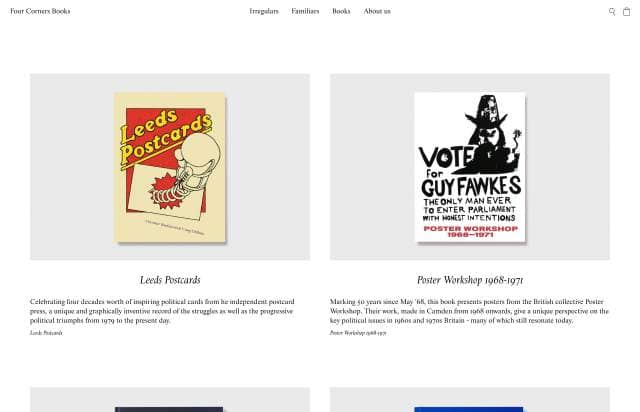 Four Corners Books
Irregulars Familiars Books About us
Leeds
Postcards
VOTE
for
GUY FAWKES
THE ONLY MAN EVER
TO ENTER PARLIAMENT
WITH HONEST INTENTIONS
POSTER WORKSHOP
1968–1971
Leeds Postcards
Celebrating four decades worth of inspiring political cards from he independent postcard
press, a unique and graphically inventive record of the struggles as well as the progressive
political triumphs from 1979 to the present day.
Leeds Postcards
Poster Workshop 1968-1971
Marking 50 years since May '68, this book presents posters from the British collective Poster
Workshop. Their work, made in Camden from 1968 onwards, give a unique perspective on the
key political issues in 1960s and 1970s Britain – many of which still resonate today.
Poster Workshop 1968-1971